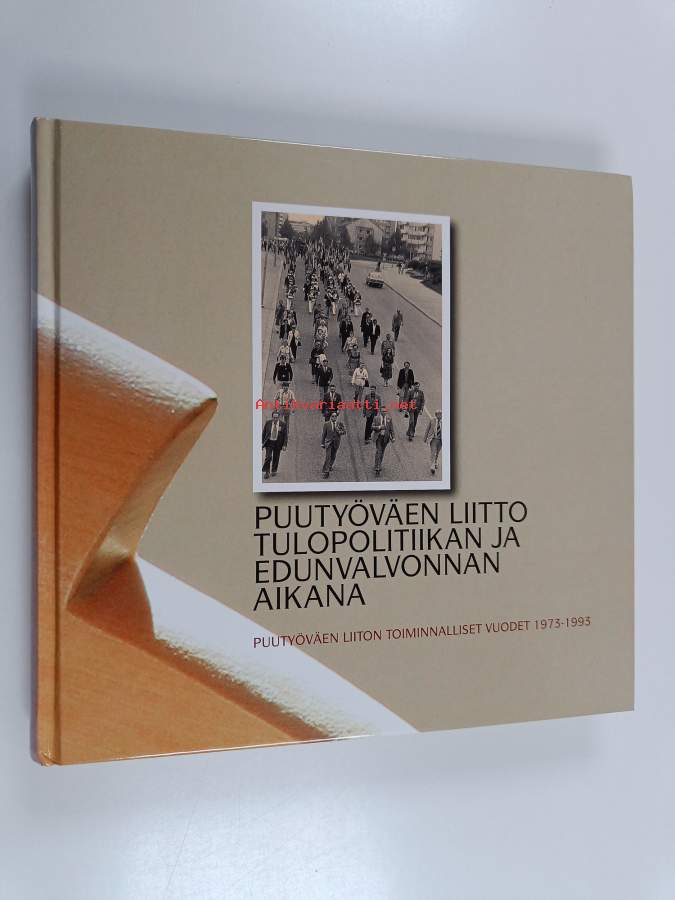 Antikvariaatti.net
PUUTYÖVÄEN LIITTO
TULOPOLITIIKAN JA
EDUNVALVONNAN
AIKANA
PUUTYÖVÄEN LIITON TOIMINNALLISET VUODET 1973-1993